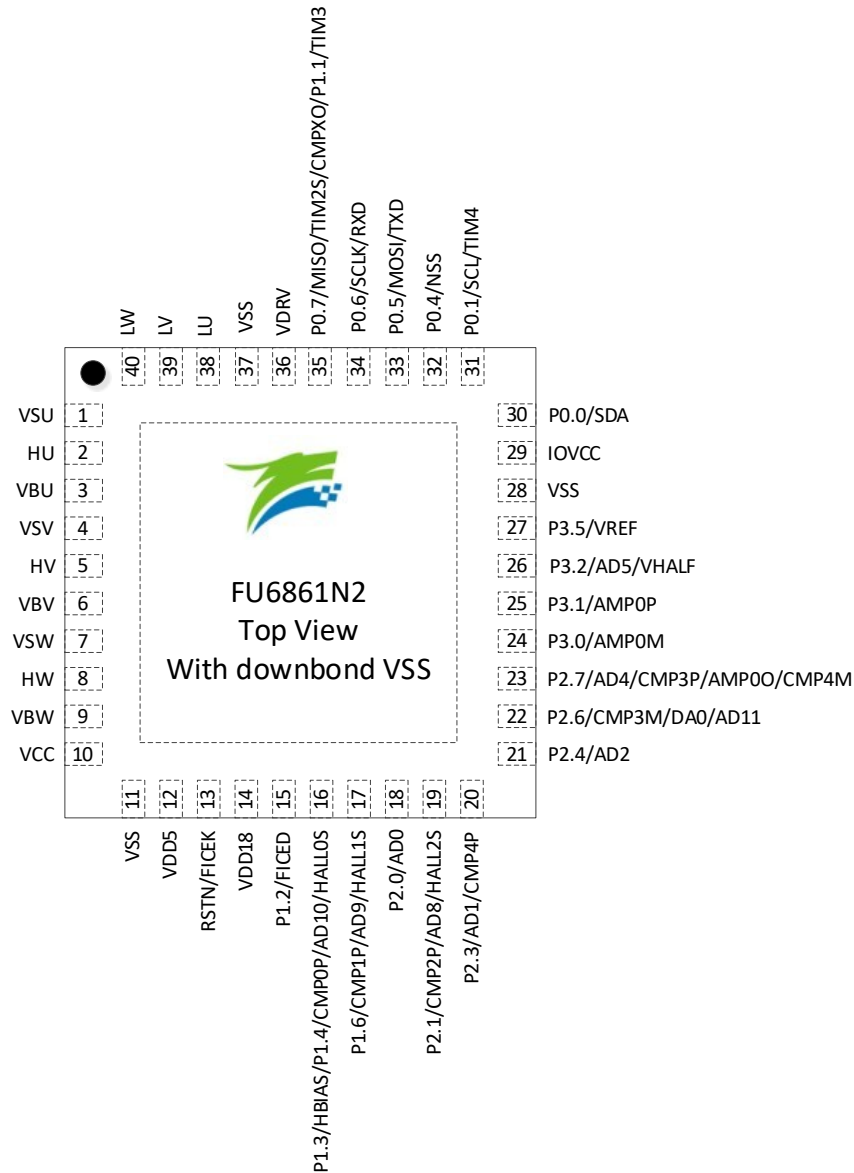 P0.7/MISO/TIM2S/CMPXO/P1.1/TIM3
P0.6/SCLK/RXD
P0.5/MOSI/TXD
P0.4/NSS
P0.1/SCL/TIM4
LW
LV
LU
VSS
VDRV
40
39
38
37
36
35
34
33
32
31
VSU 1
HU 2
VBU 3
VSV 4
HV 5
VBV 6
VSW 7
HW 8
VBW 9
VCC 10
FU6861N2
Top View
With downbond VSS
30 P0.0/SDA
29 IOVCC
28 VSS
27 P3.5/VREF
26 P3.2/AD5/VHALF
25 P3.1/AMP0P
24 P3.0/AMP0M
23 P2.7/AD4/CMP3P/AMP0O/CMP4M
22 P2.6/CMP3M/DA0/AD11
21 P2.4/AD2
11
12
13
14
15
16
17
18
19
20
VSS
VDD5
RSTN/FICEK
VDD18
P1.2/FICED
P1.3/HBIAS/P1.4/CMP0P/AD10/HALL0S
P1.6/CMP1P/AD9/HALL1S
P2.0/AD0
P2.1/CMP2P/AD8/HALL2S
P2.3/AD1/CMP4P